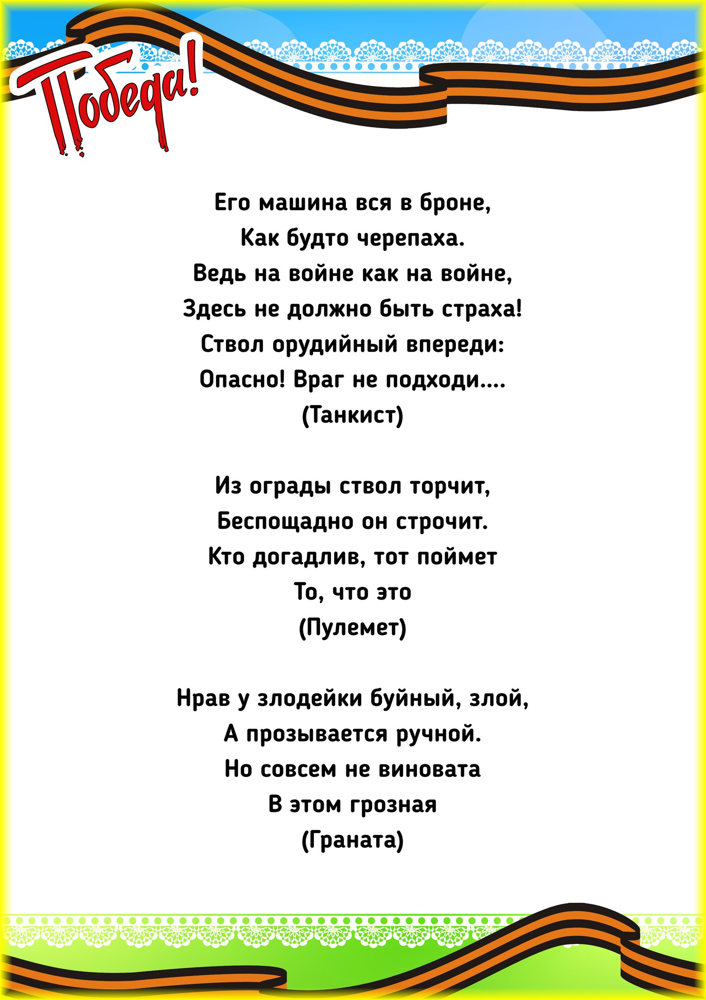 Победа!
Его машина вся в броне,
Как будто черепаха.
Ведь на войне как на войне,
Здесь не должно быть страха!
Ствол орудийный впереди:
Опасно! Враг не подходи....
(Танкист)
Из ограды ствол торчит,
Беспощадно он строчит.
Кто догадлив, тот поймет
То, что это
(Пулемет)
Нрав у злодейки буйный, злой,
А прозывается ручной.
Но совсем не виновата
В этом грозная
(Граната)